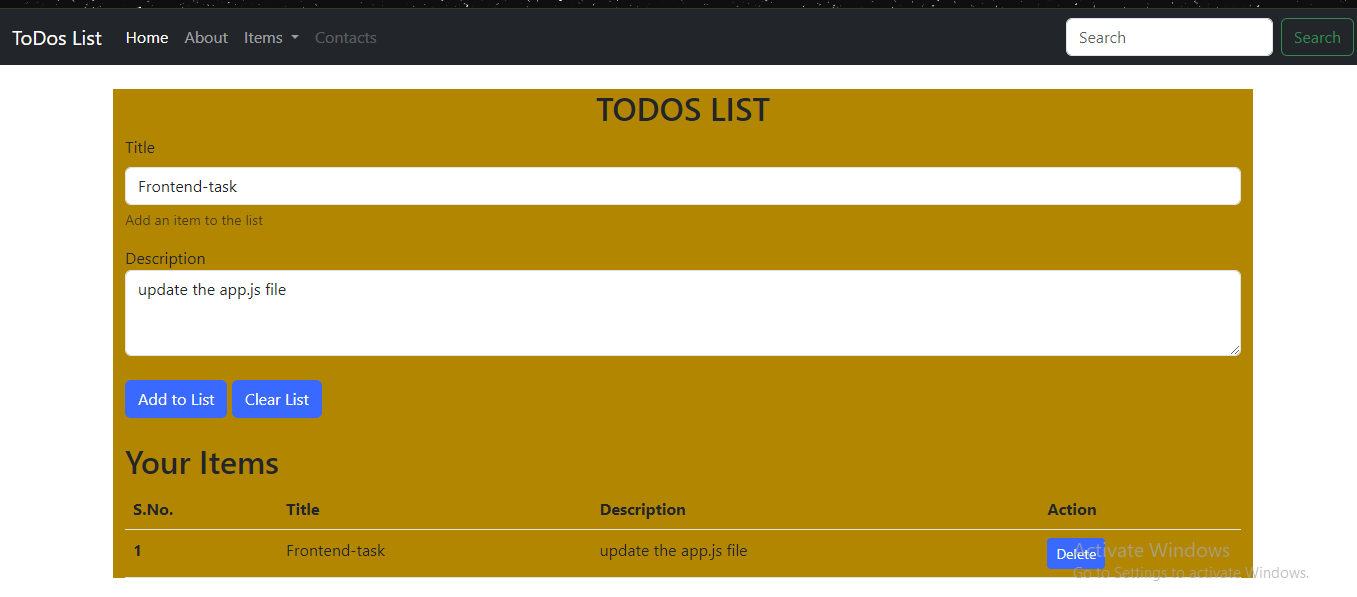 ToDos List Home About Items Contacts Search Search
TODOS LIST
Title
Frontend-task
Add an item to the list
Description
update the app.js file
Add to List Clear List
Your Items
S.No. Title Description Action
1 Frontend-task update the app.js file Delete
Activate Windows
Go to Settings to activate Windows.